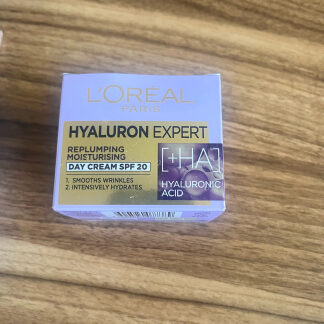 L'ORÉAL
PARIS
HYALURON EXPERT
REPLUMPING
MOISTURISING
DAY CREAM SPF 20
1. SMOOTHS WRINKLES
2. INTENSIVELY HYDRATES
[+HA]
HYALURONIC
ACID